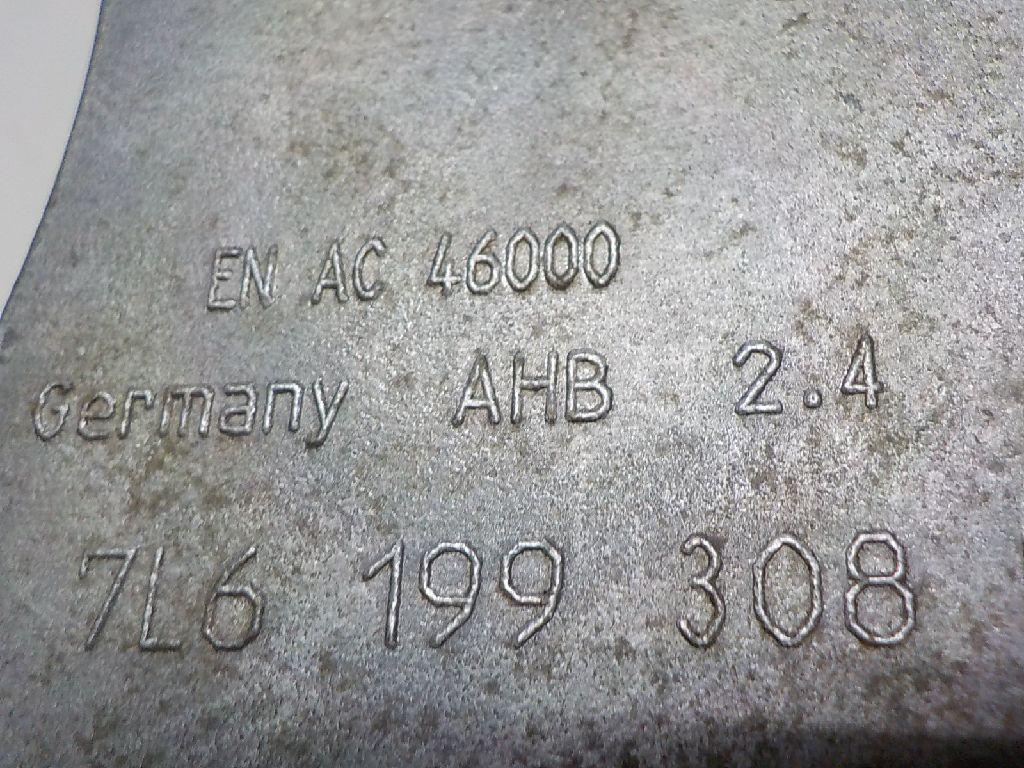 EN AC 46000
Germany AHB 2.4
7L6 199 308